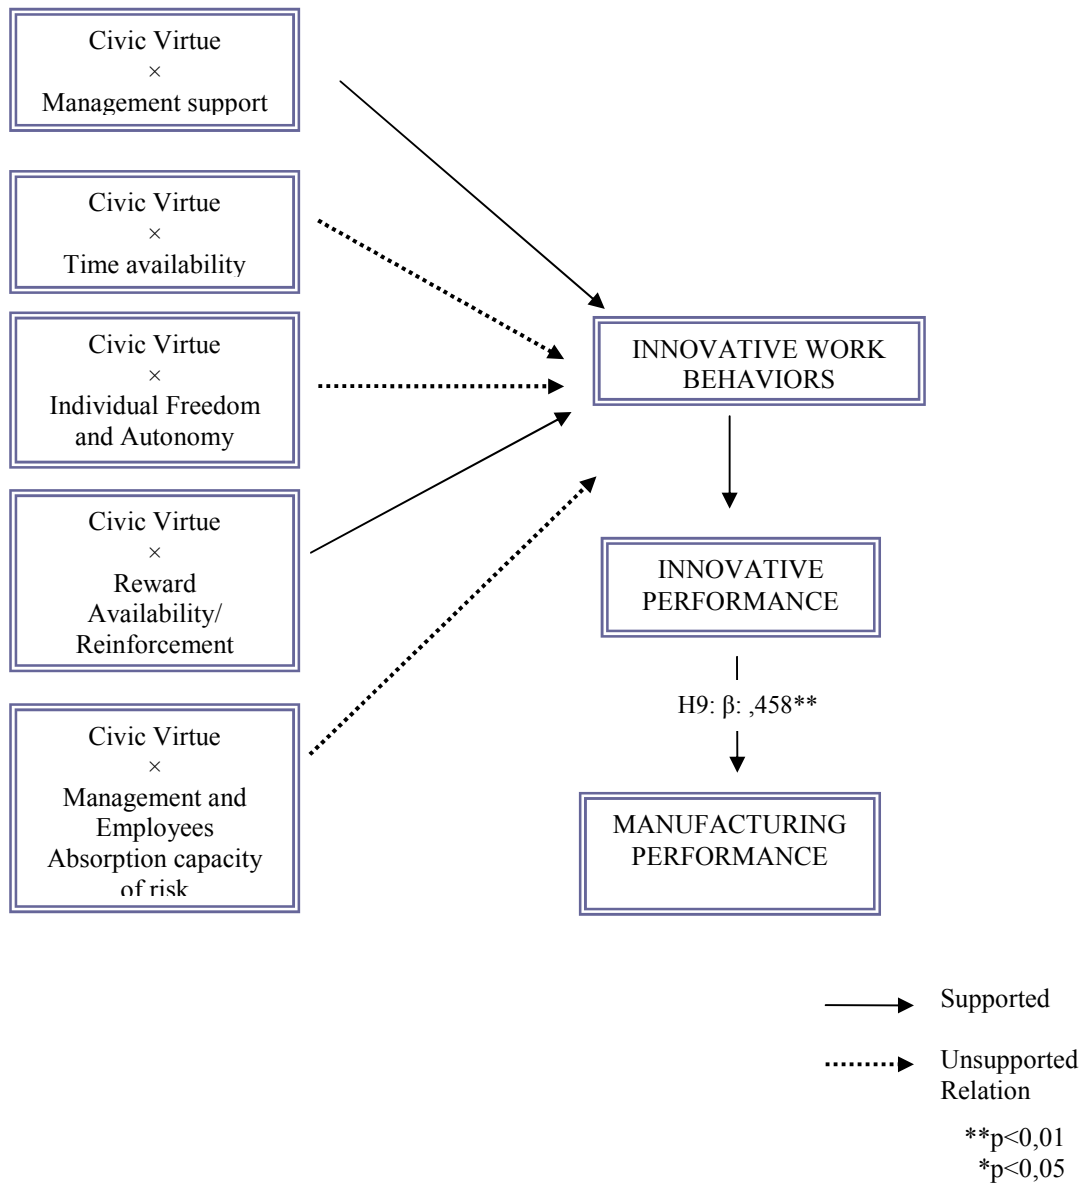 Civic Virtue
×
Management support
Civic Virtue
×
Time availability
Civic Virtue
×
Individual Freedom
and Autonomy
Civic Virtue
×
Reward
Availability/
Reinforcement
Civic Virtue
×
Management and
Employees
Absorption capacity
of risk
INNOVATIVE WORK
BEHAVIORS
INNOVATIVE
PERFORMANCE
H9: β: ,458**
MANUFACTURING
PERFORMANCE
Supported
Unsupported
Relation
**p<0,01
*p<0,05